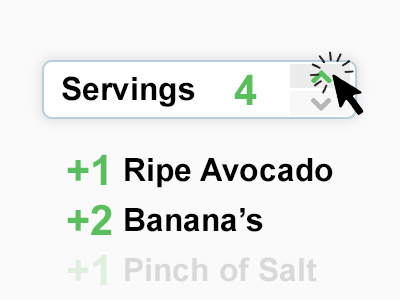 Servings 4
+1 Ripe Avocado
+2 Banana’s
+1 Pinch of Salt